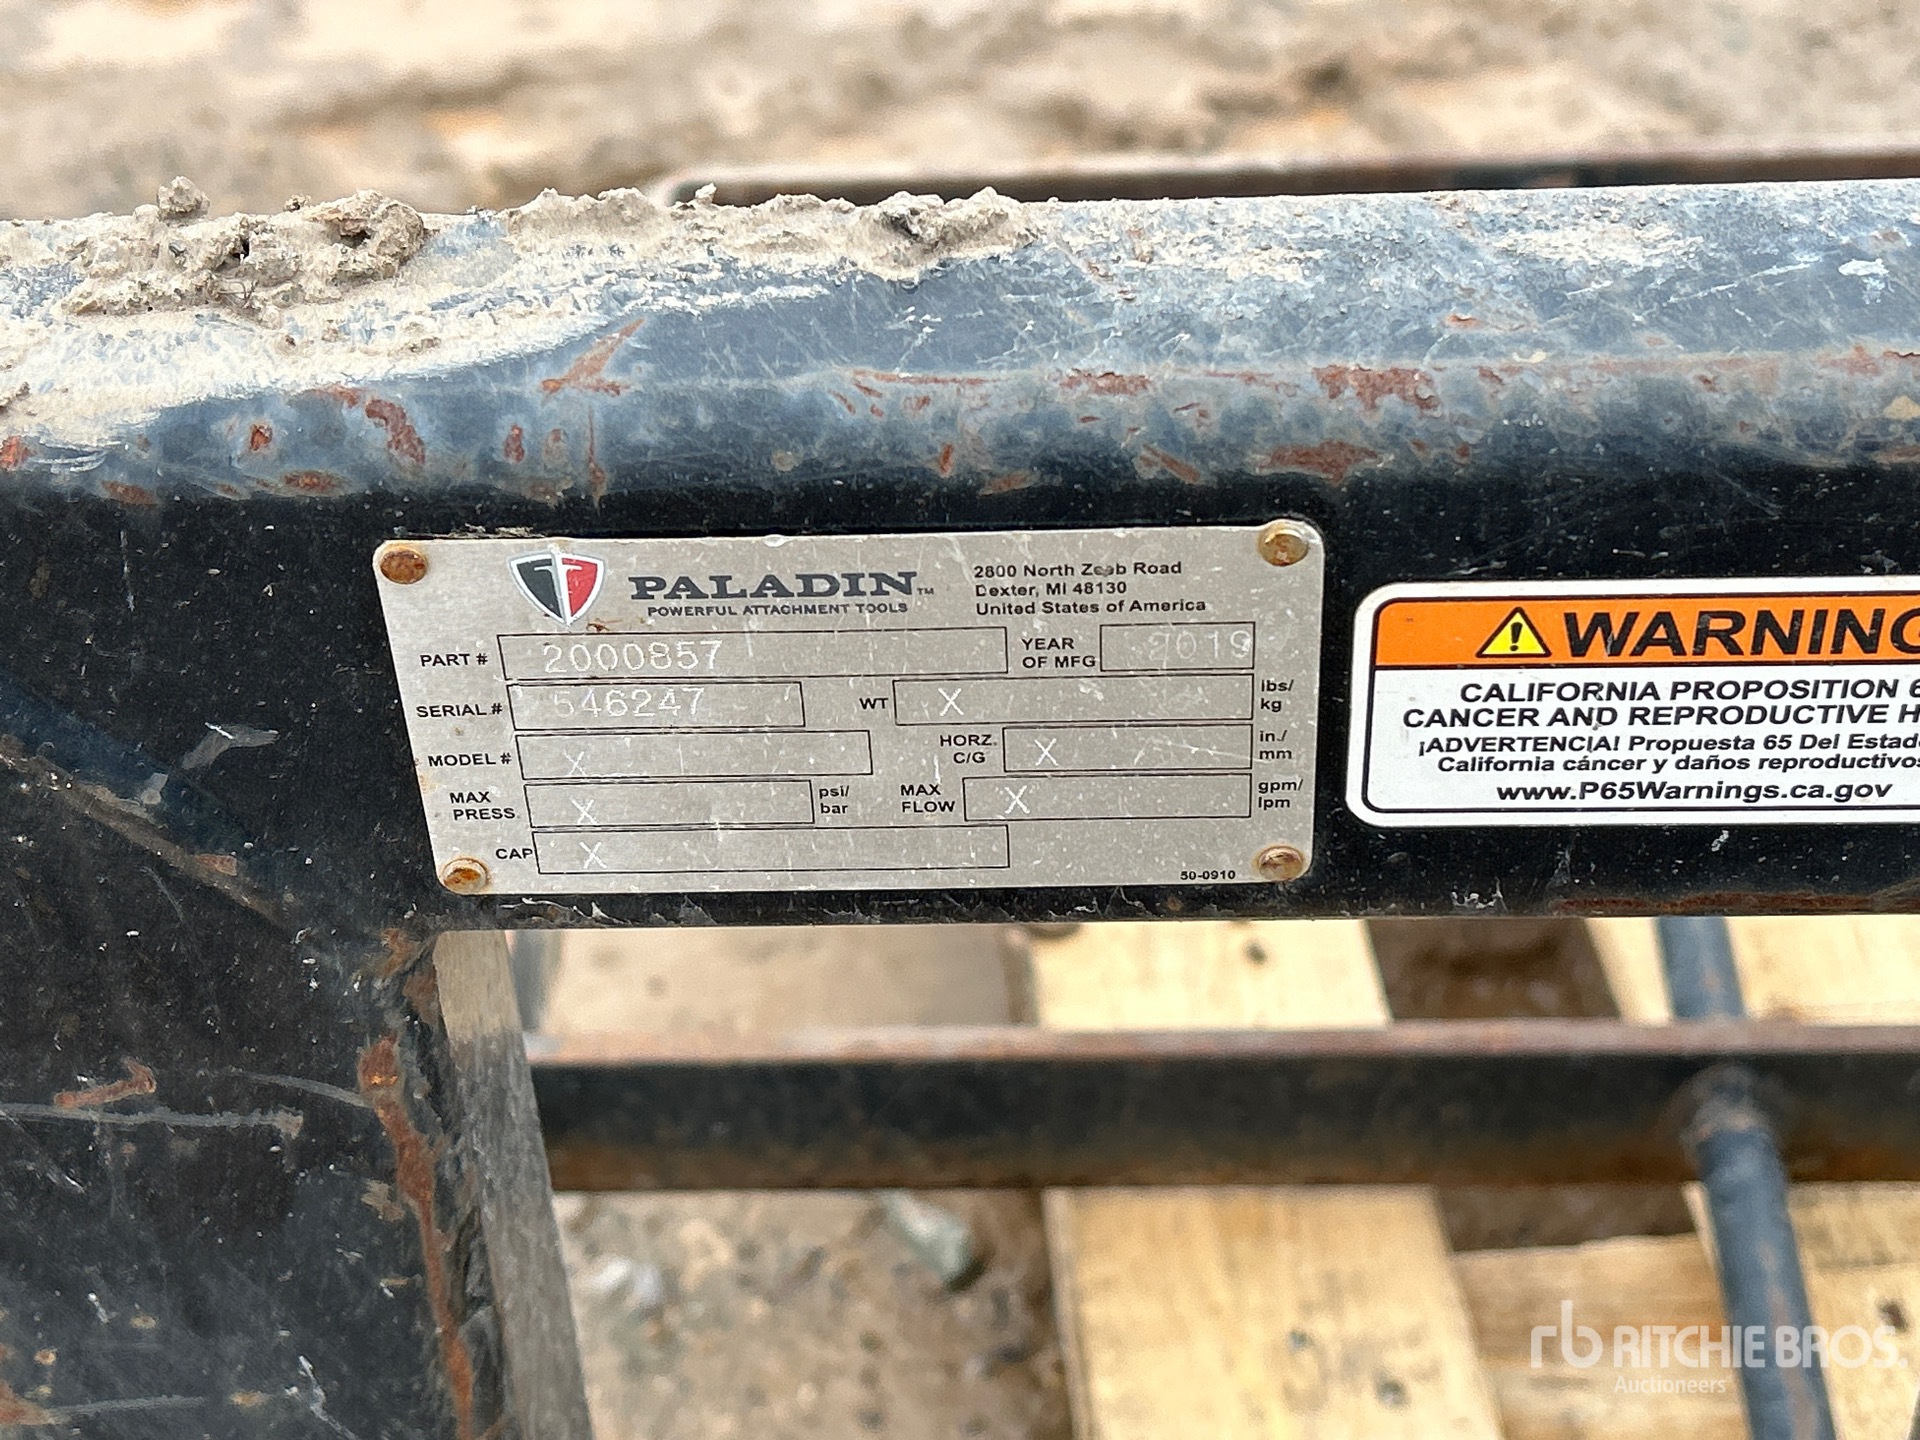 PALADIN™
POWERFUL ATTACHMENT TOOLS
2800 North Zeeb Road
Dexter, MI 48130
United States of America
PART # 2000857
YEAR OF MFG 2019
SERIAL # 546247
WT X lbs/ kg
MODEL # X
HORZ. C/G X in./ mm
MAX PRESS. X psi/ bar
MAX FLOW X gpm/ lpm
CAP X
50-0910
WARNING
CALIFORNIA PROPOSITION 6
CANCER AND REPRODUCTIVE H
¡ADVERTENCIA! Propuesta 65 Del Estad
California cáncer y daños reproductivos
www.P65Warnings.ca.gov
rb RITCHIE BROS.
Auctioneers